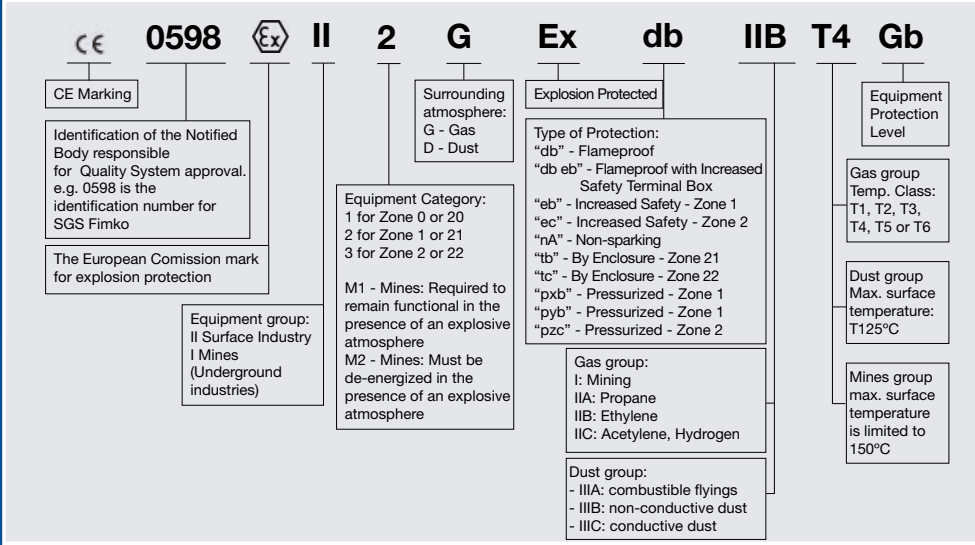 CE 0598 Ex II 2 G Ex db IIB T4 Gb
CE Marking
Identification of the Notified
Body responsible
for Quality System approval.
e.g. 0598 is the
identification number for
SGS Fimko
The European Comission mark
for explosion protection
Equipment group:
II Surface Industry
I Mines
(Underground
industries)
Equipment Category:
1 for Zone 0 or 20
2 for Zone 1 or 21
3 for Zone 2 or 22
M1 - Mines: Required to
remain functional in the
presence of an explosive
atmosphere
M2 - Mines: Must be
de-energized in the
presence of an explosive
atmosphere
Surrounding
atmosphere:
G - Gas
D - Dust
Explosion Protected
Type of Protection:
“db” - Flameproof
“db eb” - Flameproof with Increased
Safety Terminal Box
“eb” - Increased Safety - Zone 1
“ec” - Increased Safety - Zone 2
“nA” - Non-sparking
“tb” - By Enclosure - Zone 21
“tc” - By Enclosure - Zone 22
“pxb” - Pressurized - Zone 1
“pyb” - Pressurized - Zone 1
“pzc” - Pressurized - Zone 2
Gas group:
I: Mining
IIA: Propane
IIB: Ethylene
IIC: Acetylene, Hydrogen
Dust group:
- IIIA: combustible flyings
- IIIB: non-conductive dust
- IIIC: conductive dust
Equipment
Protection
Level
Gas group
Temp. Class:
T1, T2, T3,
T4, T5 or T6
Dust group
Max. surface
temperature:
T125ºC
Mines group
max. surface
temperature
is limited to
150ºC